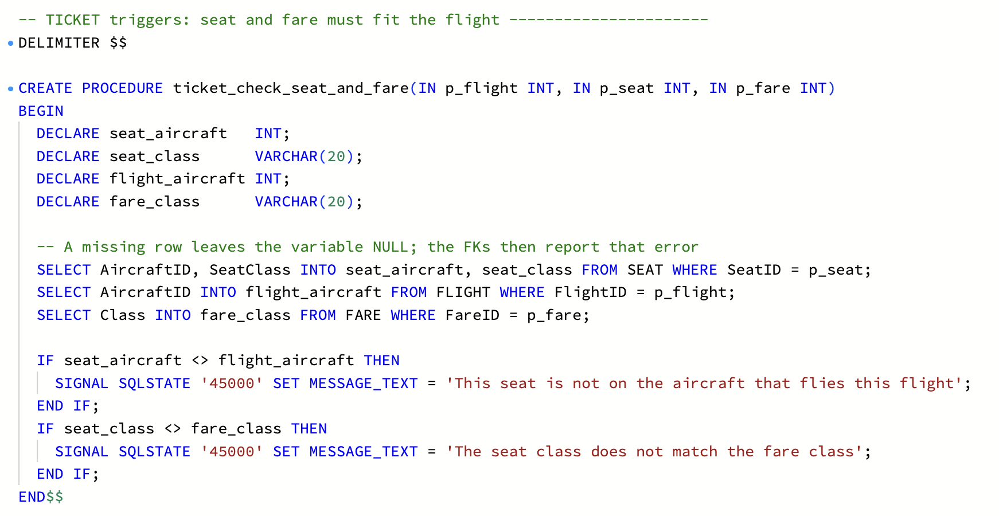 -- TICKET triggers: seat and fare must fit the flight ----------------------
DELIMITER $$
CREATE PROCEDURE ticket_check_seat_and_fare(IN p_flight INT, IN p_seat INT, IN p_fare INT)
BEGIN
  DECLARE seat_aircraft   INT;
  DECLARE seat_class      VARCHAR(20);
  DECLARE flight_aircraft INT;
  DECLARE fare_class      VARCHAR(20);
  -- A missing row leaves the variable NULL; the FKs then report that error
  SELECT AircraftID, SeatClass INTO seat_aircraft, seat_class FROM SEAT WHERE SeatID = p_seat;
  SELECT AircraftID INTO flight_aircraft FROM FLIGHT WHERE FlightID = p_flight;
  SELECT Class INTO fare_class FROM FARE WHERE FareID = p_fare;
  IF seat_aircraft <> flight_aircraft THEN
    SIGNAL SQLSTATE '45000' SET MESSAGE_TEXT = 'This seat is not on the aircraft that flies this flight';
  END IF;
  IF seat_class <> fare_class THEN
    SIGNAL SQLSTATE '45000' SET MESSAGE_TEXT = 'The seat class does not match the fare class';
  END IF;
END$$